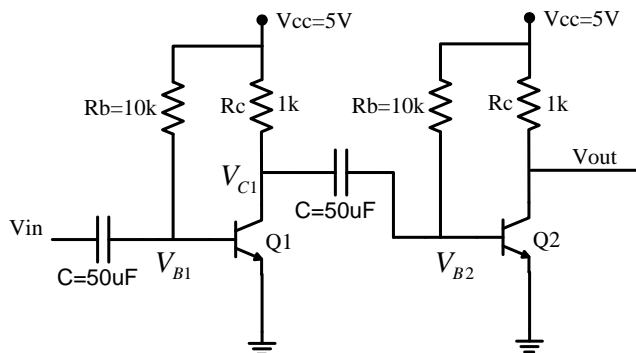 Vcc=5V
Vcc=5V
Rb=10k
Rc
1k
Rb=10k
Rc
1k
Vout
VC1
C=50uF
Vin
Q1
Q2
VB1
VB2
C=50uF